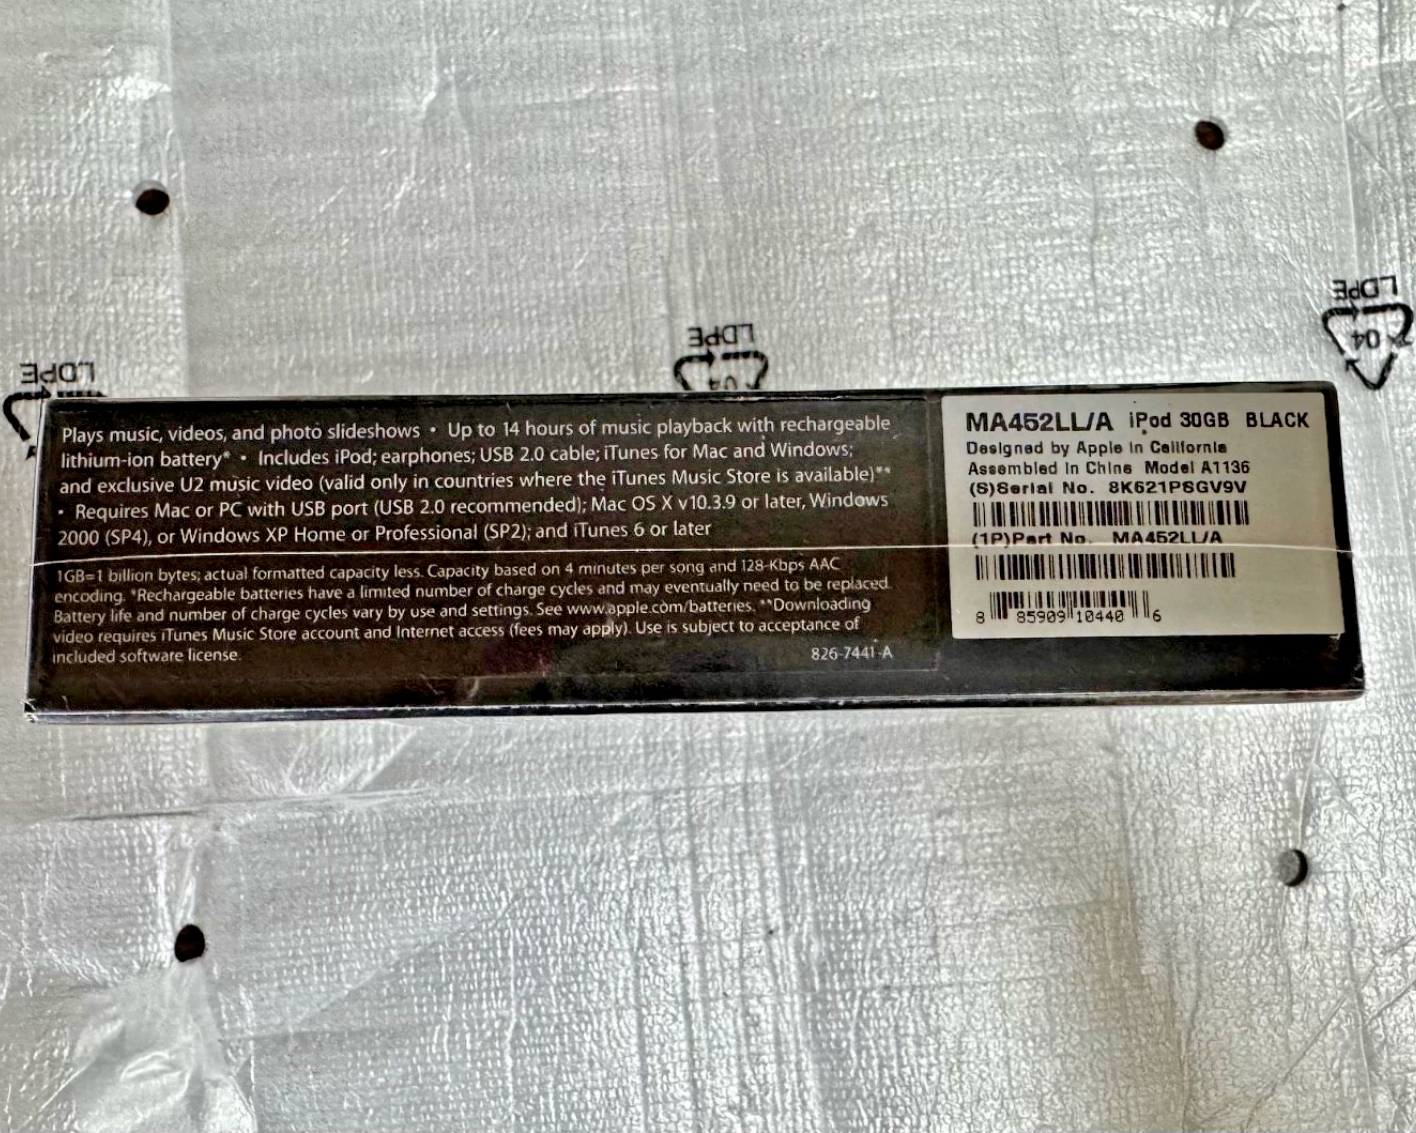 LDPE
04
LDPE
04
LDPE
Plays music, videos, and photo slideshows • Up to 14 hours of music playback with rechargeable
lithium-ion battery* • Includes iPod; earphones; USB 2.0 cable; iTunes for Mac and Windows;
and exclusive U2 music video (valid only in countries where the iTunes Music Store is available)**
• Requires Mac or PC with USB port (USB 2.0 recommended); Mac OS X v10.3.9 or later, Windows
2000 (SP4), or Windows XP Home or Professional (SP2); and iTunes 6 or later
1GB=1 billion bytes; actual formatted capacity less. Capacity based on 4 minutes per song and 128-Kbps AAC
encoding. *Rechargeable batteries have a limited number of charge cycles and may eventually need to be replaced.
Battery life and number of charge cycles vary by use and settings. See www.apple.com/batteries. **Downloading
video requires iTunes Music Store account and Internet access (fees may apply). Use is subject to acceptance of
included software license.
826-7441-A
MA452LL/A iPod 30GB BLACK
Designed by Apple in California
Assembled in China Model A1136
(S)Serial No. 8K621PSGV9V
(1P)Part No. MA452LL/A
8 85909 10440 6